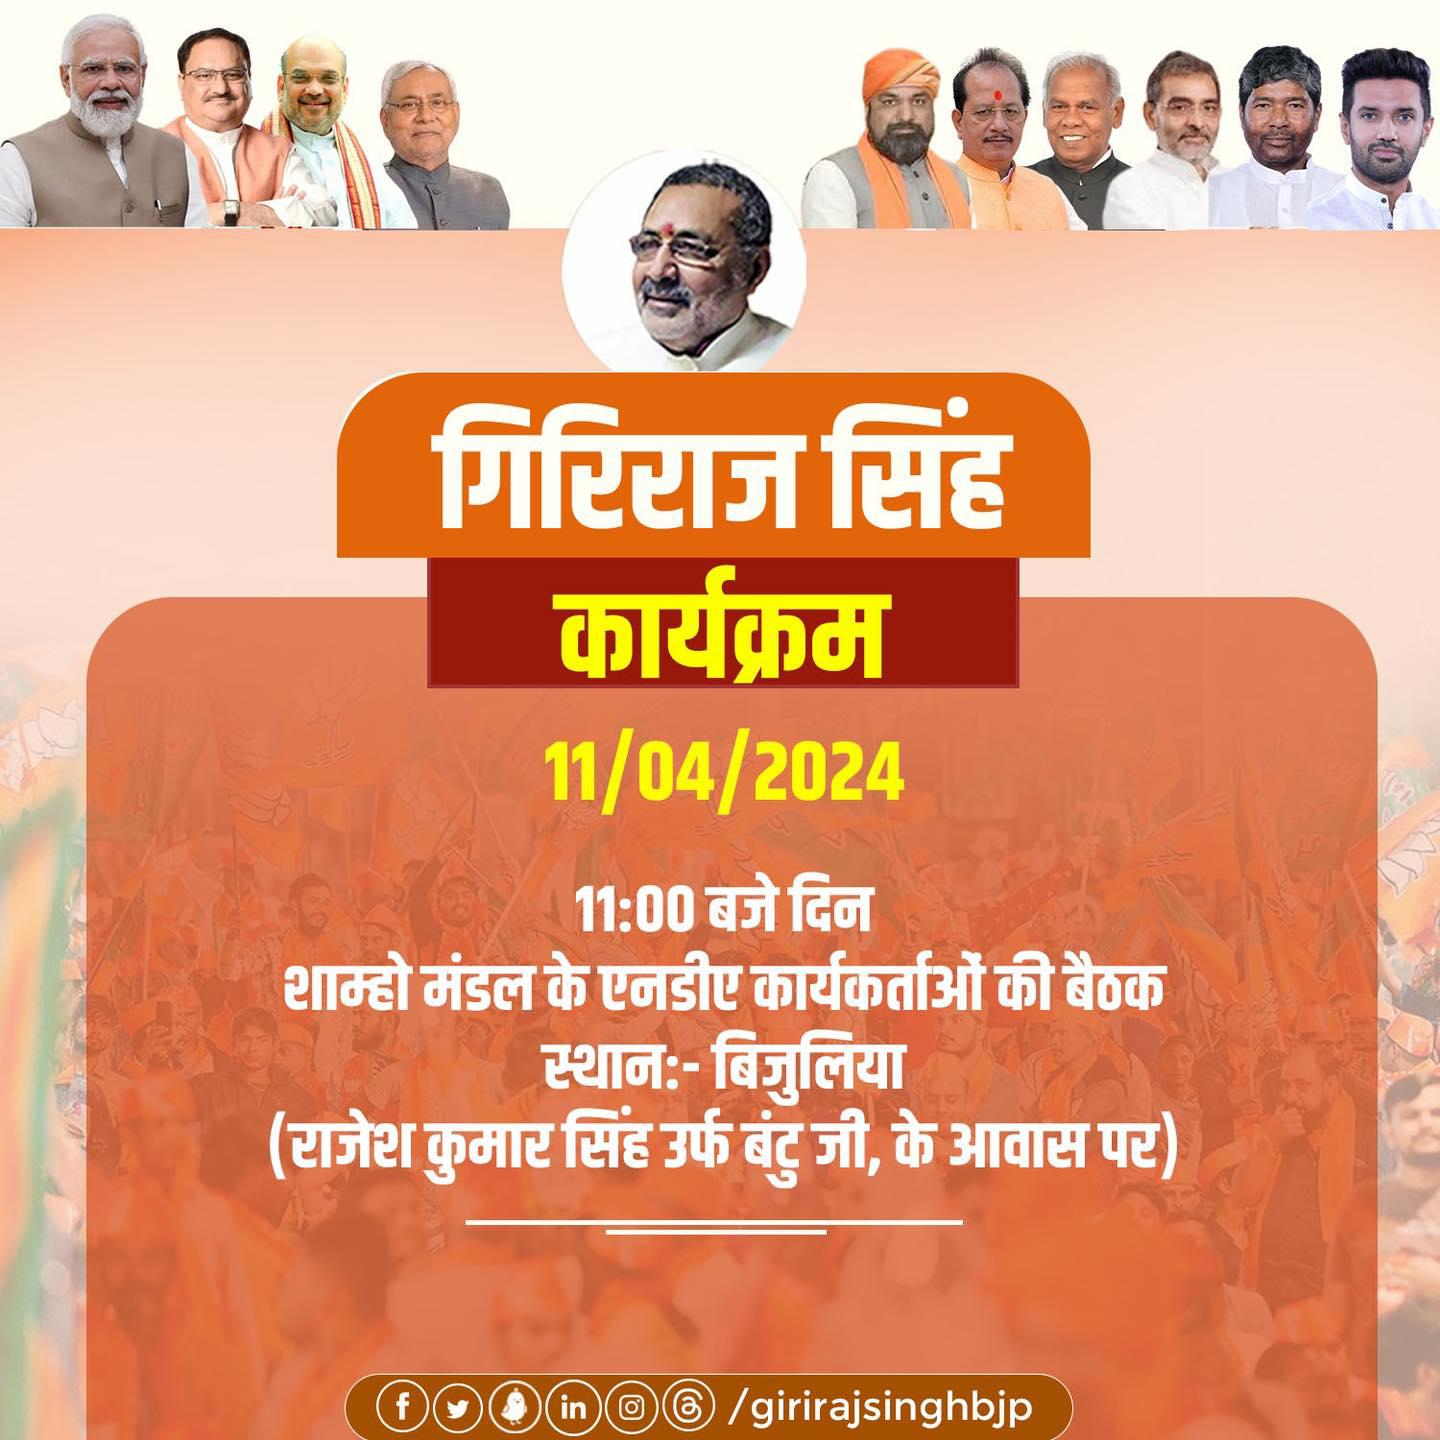 गिरिराज सिंह
कार्यक्रम
11/04/2024
11:00 बजे दिन
शाम्हो मंडल के एनडीए कार्यकर्ताओं की बैठक
स्थान:- बिजुलिया
(राजेश कुमार सिंह उर्फ बंटु जी, के आवास पर)
/girirajsinghbjp